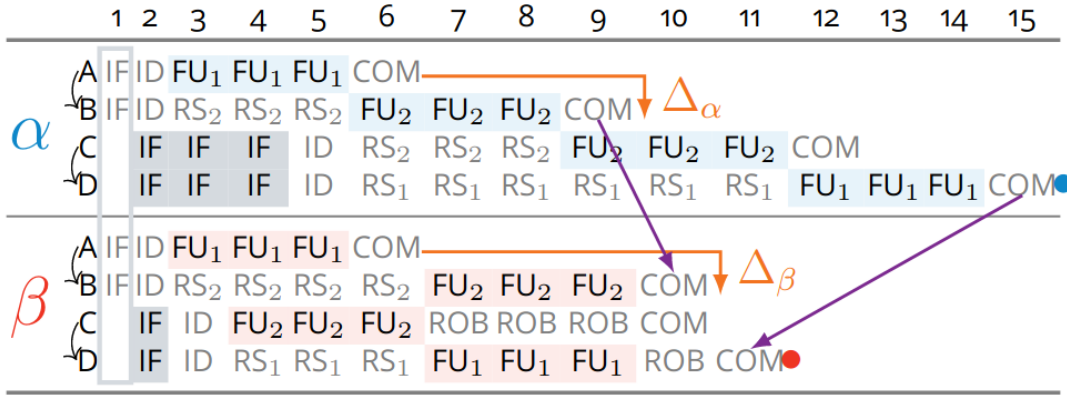 1 2 3 4 5 6 7 8 9 10 11 12 13 14 15
α
A IF ID FU₁ FU₁ FU₁ COM
Δα
B IF ID RS₂ RS₂ RS₂ FU₂ FU₂ FU₂ COM
C IF IF IF ID RS₂ RS₂ RS₂ FU₂ FU₂ FU₂ COM
D IF IF IF ID RS₁ RS₁ RS₁ RS₁ RS₁ RS₁ FU₁ FU₁ FU₁ COM
β
A IF ID FU₁ FU₁ FU₁ COM
Δβ
B IF ID RS₂ RS₂ RS₂ RS₂ FU₂ FU₂ FU₂ COM
C IF ID FU₂ FU₂ FU₂ ROB ROB ROB COM
D IF ID RS₁ RS₁ RS₁ FU₁ FU₁ FU₁ ROB COM